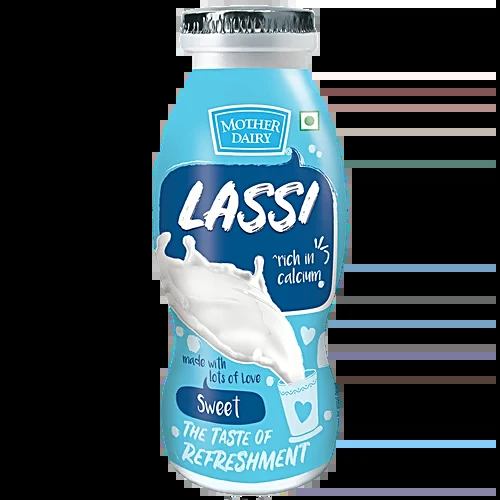 MOTHER
DAIRY
LASSI
^rich in
calcium
made with
lots of love
Sweet
THE TASTE OF
REFRESHMENT